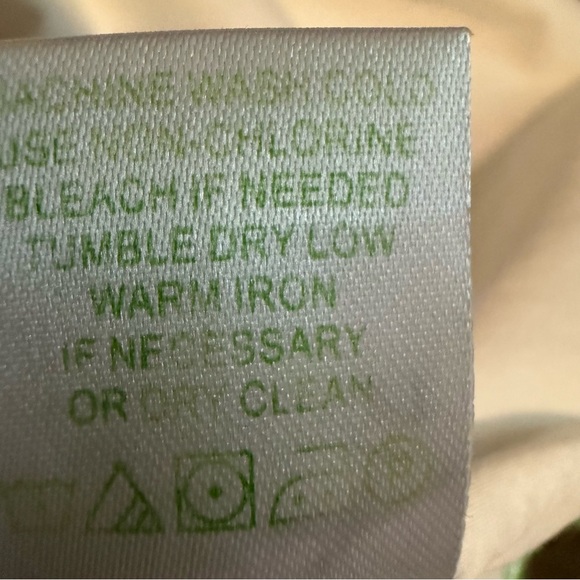 MACHINE WASH COLD
USE NON-CHLORINE
BLEACH IF NEEDED
TUMBLE DRY LOW
WARM IRON
IF NECESSARY
OR DRY CLEAN
P